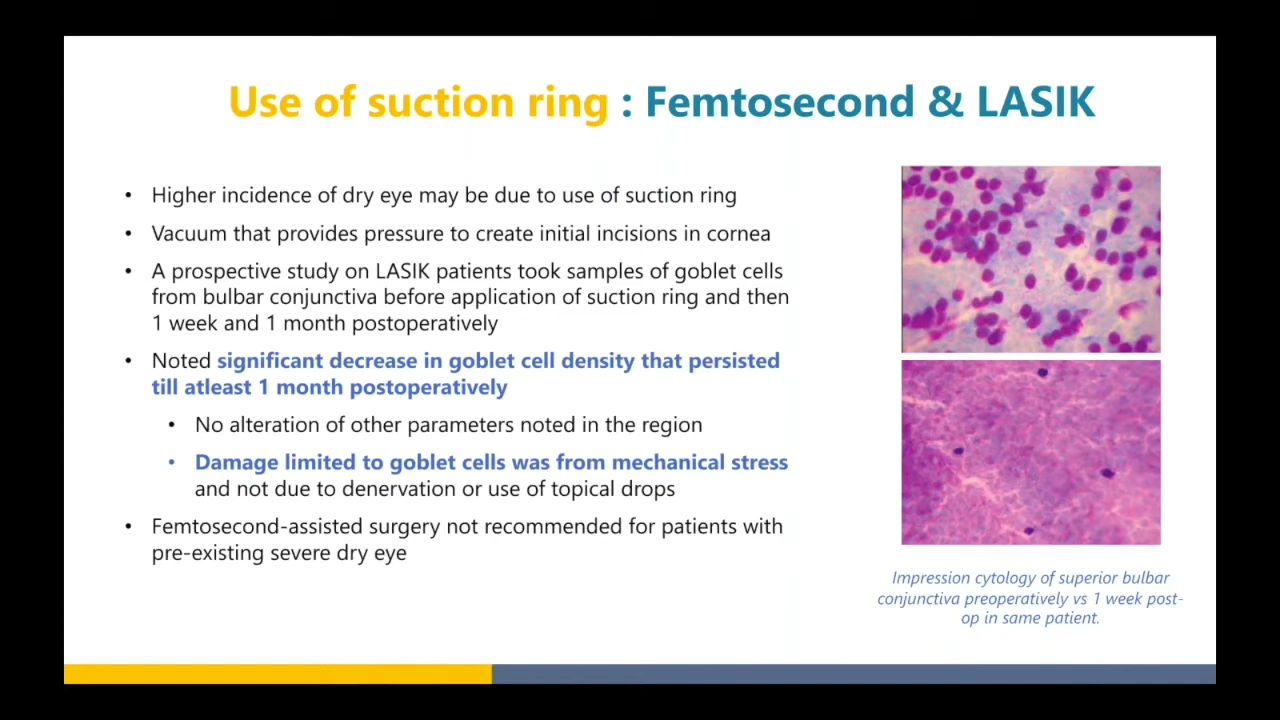 Use of suction ring : Femtosecond & LASIK
• Higher incidence of dry eye may be due to use of suction ring
• Vacuum that provides pressure to create initial incisions in cornea
• A prospective study on LASIK patients took samples of goblet cells
from bulbar conjunctiva before application of suction ring and then
1 week and 1 month postoperatively
• Noted significant decrease in goblet cell density that persisted
till atleast 1 month postoperatively
• No alteration of other parameters noted in the region
• Damage limited to goblet cells was from mechanical stress
and not due to denervation or use of topical drops
• Femtosecond-assisted surgery not recommended for patients with
pre-existing severe dry eye
Impression cytology of superior bulbar
conjunctiva preoperatively vs 1 week post-
op in same patient.